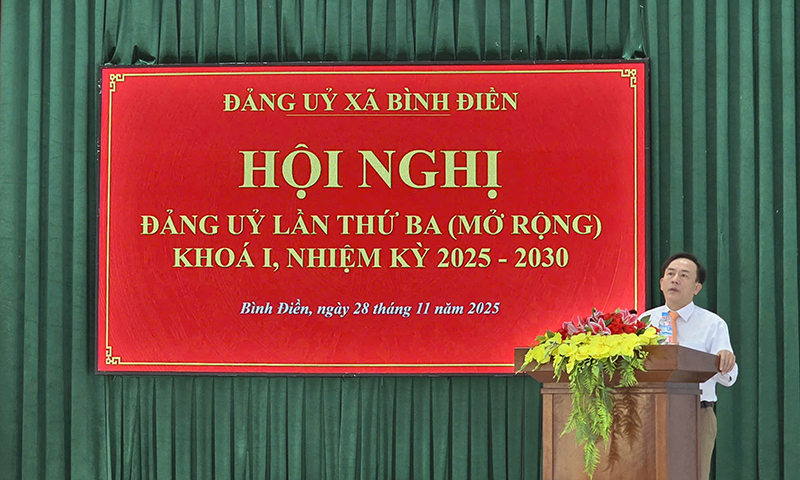 ĐẢNG UỶ XÃ BÌNH ĐIỀN
HỘI NGHỊ
ĐẢNG UỶ LẦN THỨ BA (MỞ RỘNG)
KHOÁ I, NHIỆM KỲ 2025 - 2030
Bình Điền, ngày 28 tháng 11 năm 2025